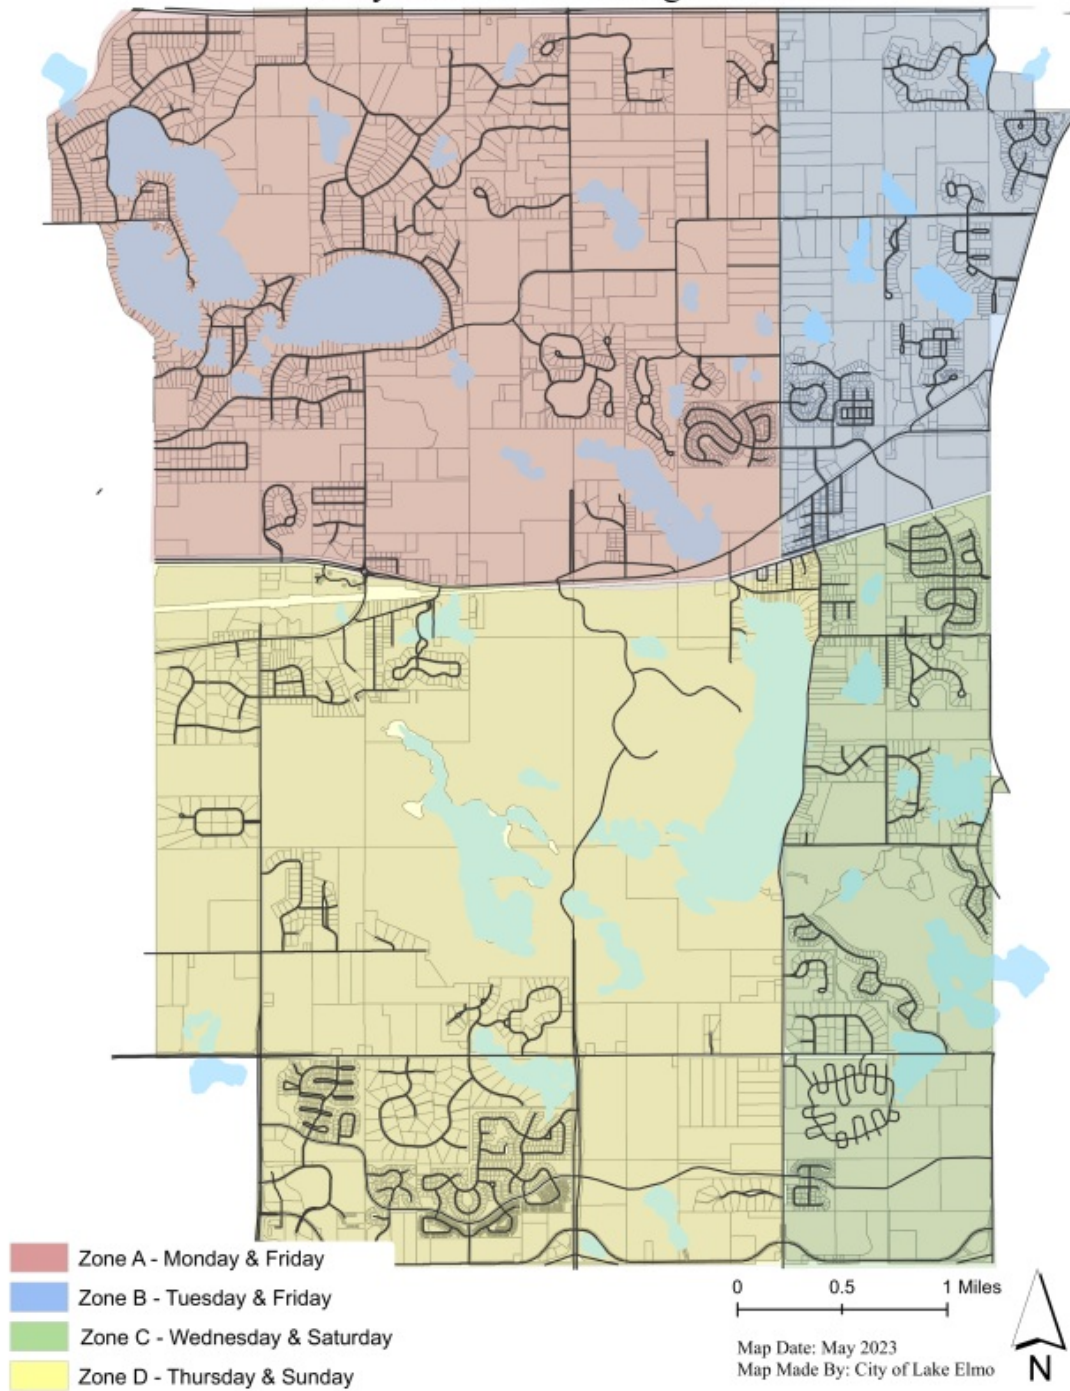 Zone A - Monday & Friday
Zone B - Tuesday & Friday
Zone C - Wednesday & Saturday
Zone D - Thursday & Sunday
0 0.5 1 Miles
Map Date: May 2023
Map Made By: City of Lake Elmo
N